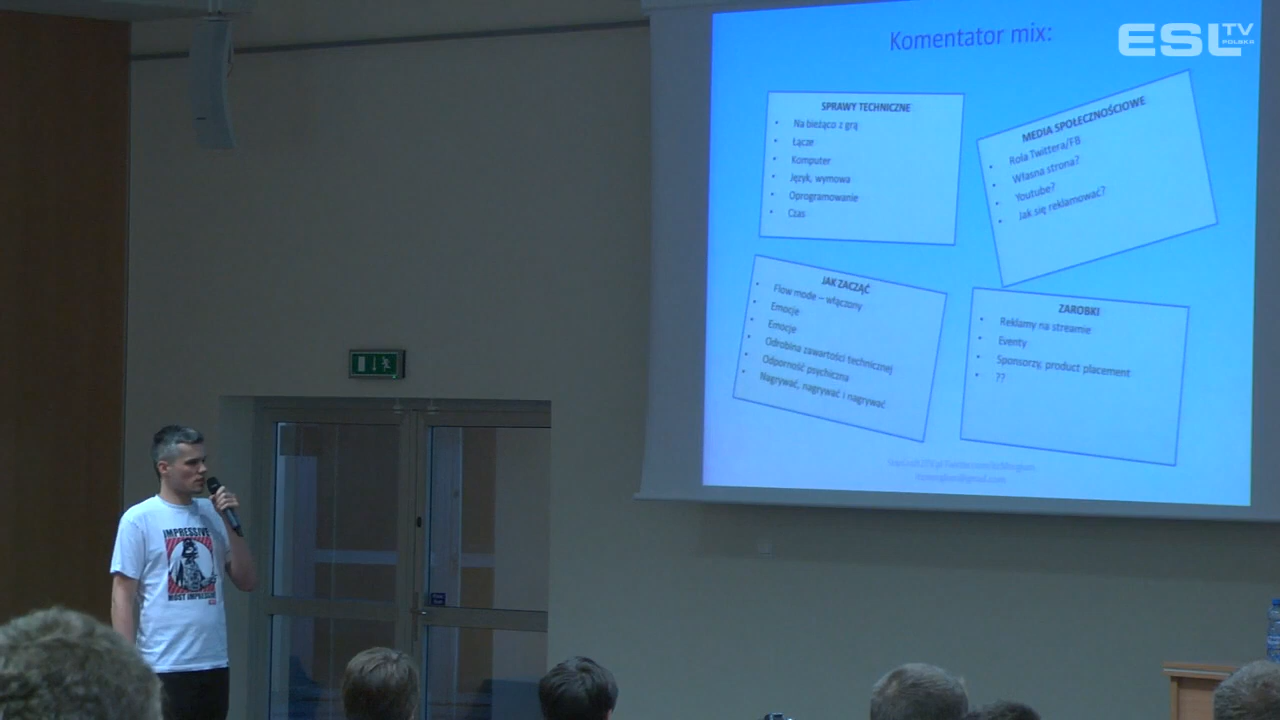 Komentator mix:
ESL TV
POLSKA
SPRAWY TECHNICZNE
• Na bieżąco z grą
• Łącze
• Komputer
• Język, wymowa
• Oprogramowanie
• Czas
MEDIA SPOŁECZNOŚCIOWE
• Rola Twittera/FB
• Własna strona?
• Youtube?
• Jak się reklamować?
JAK ZACZĄĆ
• Flow mode – włączony
• Emocje
• Emocje
• Odrobina zawartości technicznej
• Odporność psychiczna
• Nagrywać, nagrywać i nagrywać
ZAROBKI
• Reklamy na streamie
• Eventy
• Sponsorzy, product placement
• ??
IMPRESSIVE
MOST IMPRESSIVE